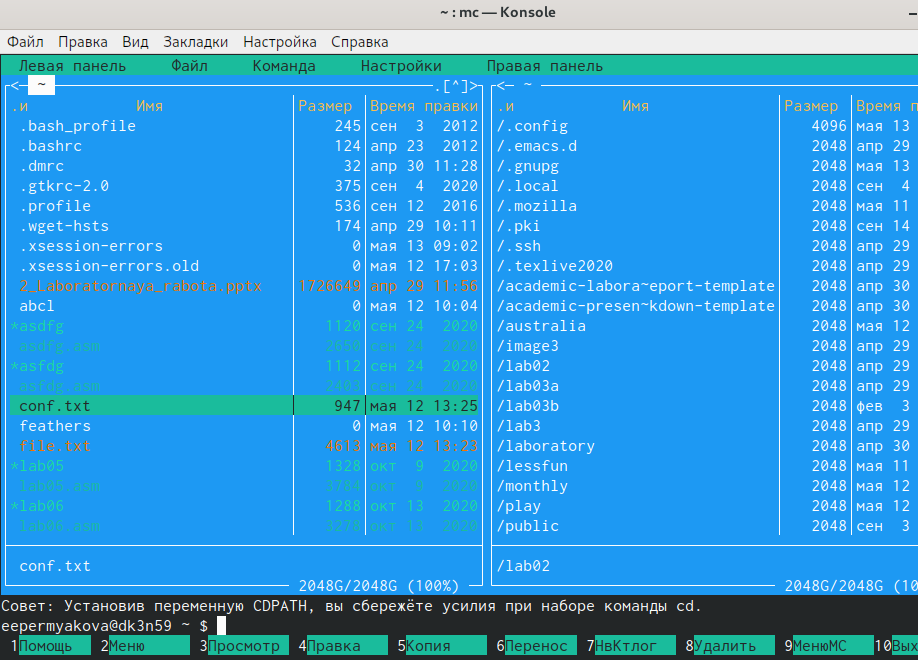 ~ : mc — Konsole
Файл Правка Вид Закладки Настройка Справка
Левая панель Файл Команда Настройки Правая панель
<- ~ .[^]> <- ~
.и Имя Размер Время правки .и Имя Размер Время п
.bash_profile 245 сен 3 2012 /.config 4096 мая 13
.bashrc 124 апр 23 2012 /.emacs.d 2048 апр 29
.dmrc 32 апр 30 11:28 /.gnupg 2048 мая 13
.gtkrc-2.0 375 сен 4 2020 /.local 2048 сен 4
.profile 536 сен 12 2016 /.mozilla 2048 мая 11
.wget-hsts 174 апр 29 10:11 /.pki 2048 сен 14
.xsession-errors 0 мая 13 09:02 /.ssh 2048 апр 29
.xsession-errors.old 0 мая 12 17:03 /.texlive2020 2048 апр 29
2_Laboratornaya_rabota.pptx 1726649 апр 29 11:56 /academic-labora~eport-template 2048 апр 30
abcl 0 мая 12 10:04 /academic-presen~kdown-template 2048 апр 30
*asdfg 1120 сен 24 2020 /australia 2048 мая 12
asdfg.asm 2650 сен 24 2020 /image3 2048 апр 29
*asfdg 1112 сен 24 2020 /lab02 2048 апр 29
asfdg.asm 2403 сен 24 2020 /lab03a 2048 апр 29
conf.txt 947 мая 12 13:25 /lab03b 2048 фев 3
feathers 0 мая 12 10:10 /lab3 2048 апр 29
file.txt 4613 мая 12 13:23 /laboratory 2048 апр 30
*lab05 1328 окт 9 2020 /lessfun 2048 мая 11
lab05.asm 3784 окт 9 2020 /monthly 2048 мая 12
*lab06 1288 окт 13 2020 /play 2048 мая 12
lab06.asm 3278 окт 13 2020 /public 2048 сен 3
conf.txt /lab02
2048G/2048G (100%) 2048G/2048G (10
Совет: Установив переменную CDPATH, вы сбережёте усилия при наборе команды cd.
eepermyakova@dk3n59 ~ $
1Помощь 2Меню 3Просмотр 4Правка 5Копия 6Перенос 7НвКтлог 8Удалить 9МенюMC 10Вых